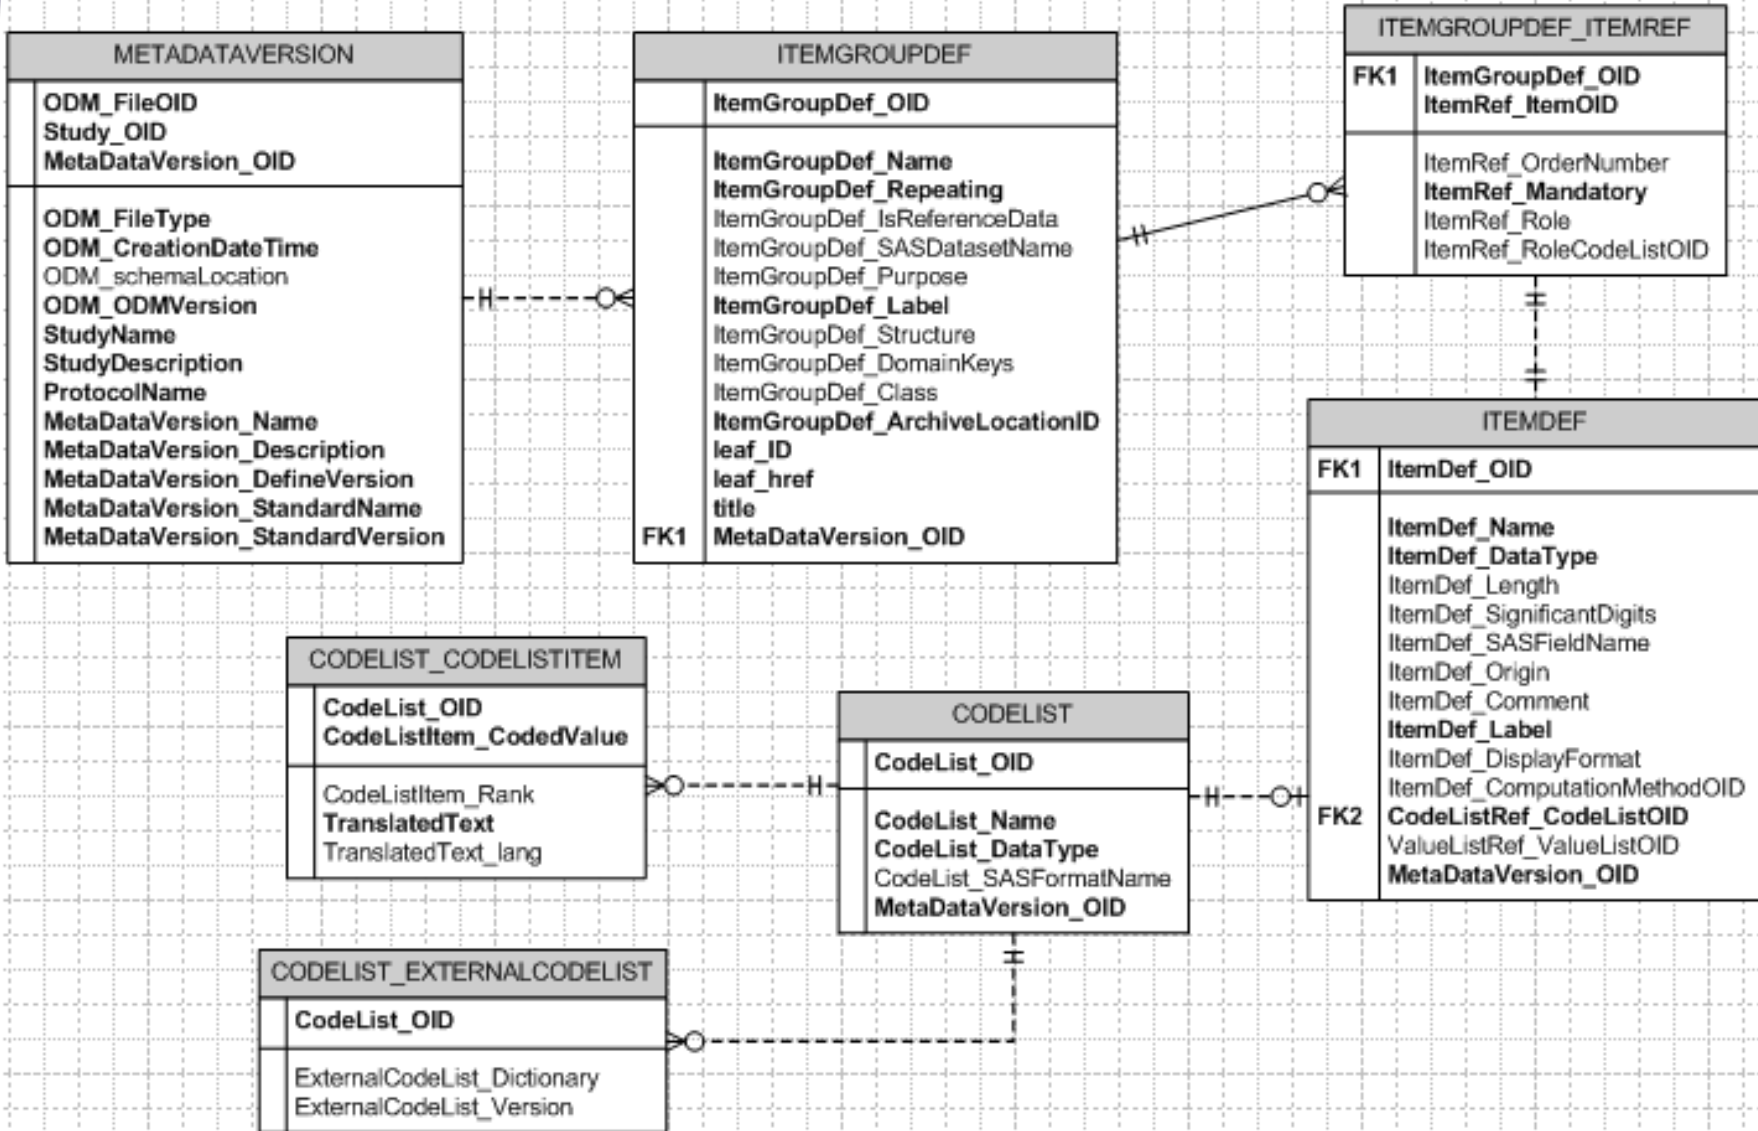 METADATAVERSION
ODM_FileOID
Study_OID
MetaDataVersion_OID
ODM_FileType
ODM_CreationDateTime
ODM_schemaLocation
ODM_ODMVersion
StudyName
StudyDescription
ProtocolName
MetaDataVersion_Name
MetaDataVersion_Description
MetaDataVersion_DefineVersion
MetaDataVersion_StandardName
MetaDataVersion_StandardVersion
ITEMGROUPDEF
ItemGroupDef_OID
ItemGroupDef_Name
ItemGroupDef_Repeating
ItemGroupDef_IsReferenceData
ItemGroupDef_SASDatasetName
ItemGroupDef_Purpose
ItemGroupDef_Label
ItemGroupDef_Structure
ItemGroupDef_DomainKeys
ItemGroupDef_Class
ItemGroupDef_ArchiveLocationID
leaf_ID
leaf_href
title
FK1 MetaDataVersion_OID
ITEMGROUPDEF_ITEMREF
FK1 ItemGroupDef_OID
ItemRef_ItemOID
ItemRef_OrderNumber
ItemRef_Mandatory
ItemRef_Role
ItemRef_RoleCodeListOID
ITEMDEF
FK1 ItemDef_OID
ItemDef_Name
ItemDef_DataType
ItemDef_Length
ItemDef_SignificantDigits
ItemDef_SASFieldName
ItemDef_Origin
ItemDef_Comment
ItemDef_Label
ItemDef_DisplayFormat
ItemDef_ComputationMethodOID
FK2 CodeListRef_CodeListOID
ValueListRef_ValueListOID
MetaDataVersion_OID
CODELIST_CODELISTITEM
CodeList_OID
CodeListItem_CodedValue
CodeListItem_Rank
TranslatedText
TranslatedText_lang
CODELIST
CodeList_OID
CodeList_Name
CodeList_DataType
CodeList_SASFormatName
MetaDataVersion_OID
CODELIST_EXTERNALCODELIST
CodeList_OID
ExternalCodeList_Dictionary
ExternalCodeList_Version